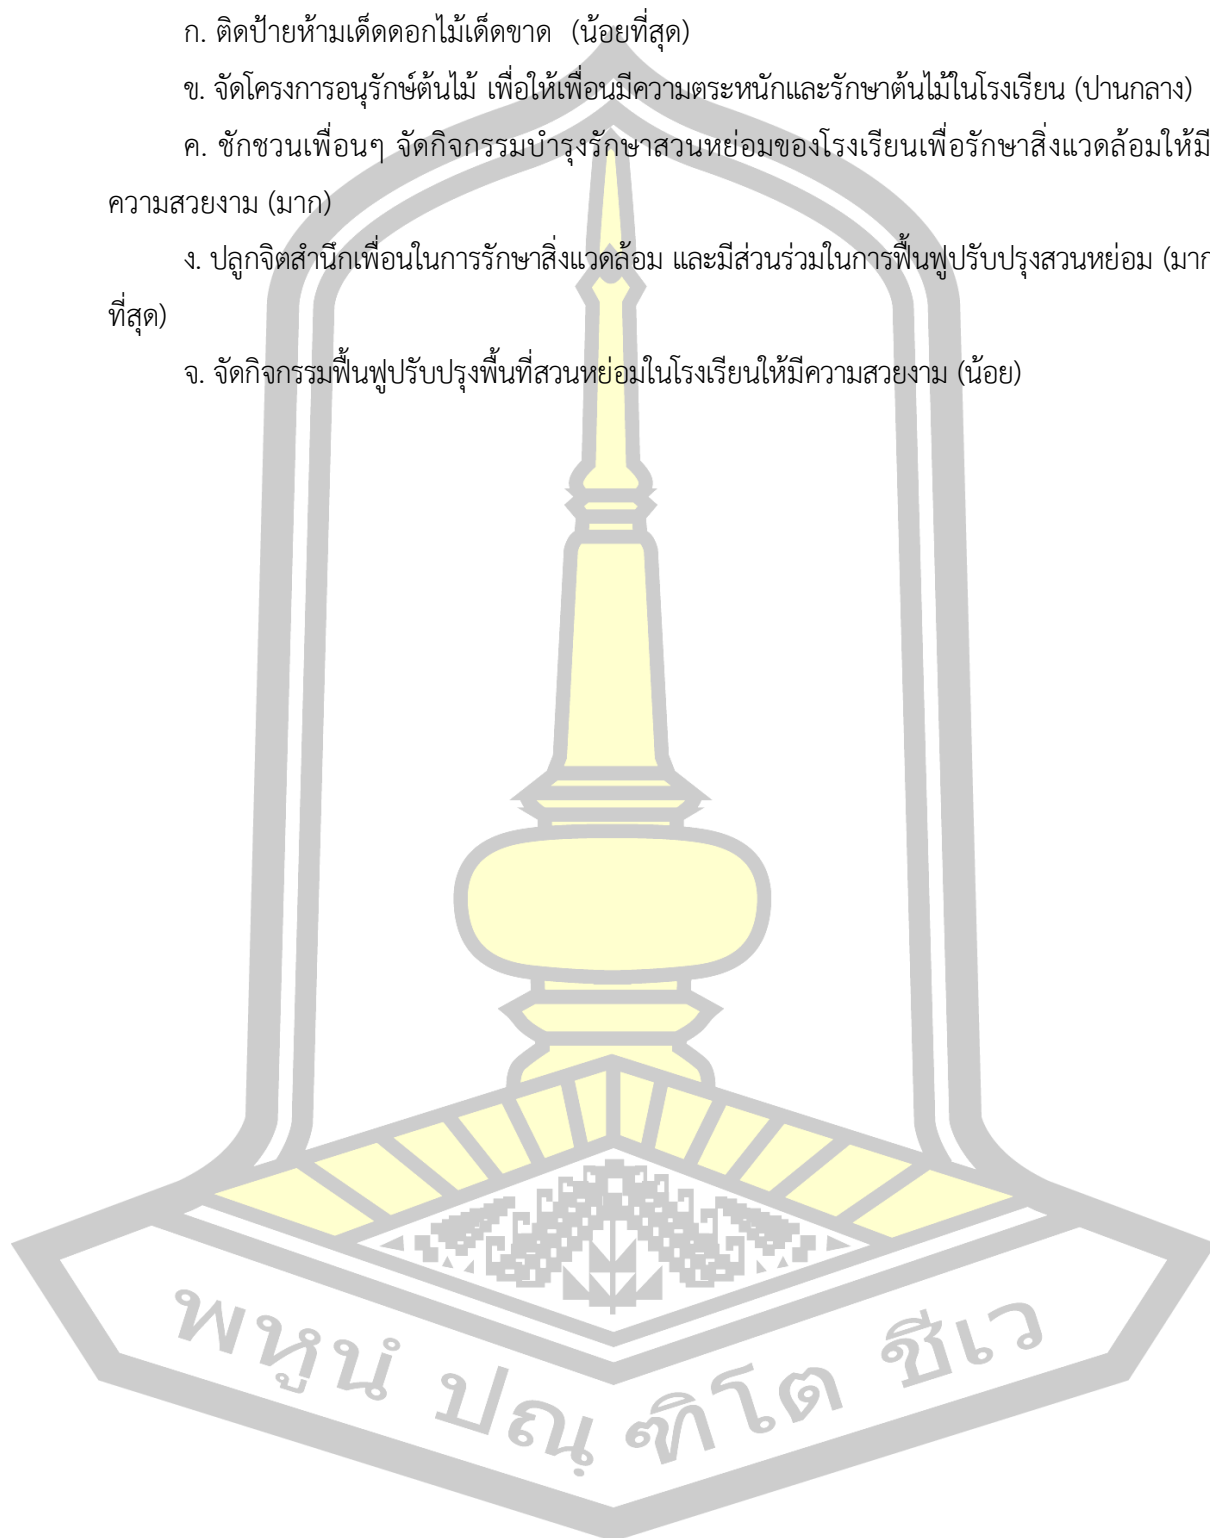 ก. ติดป้ายห้ามเด็ดดอกไม้เด็ดขาด (น้อยที่สุด)
ข. จัดโครงการอนุรักษ์ต้นไม้ เพื่อให้เพื่อนมีความตระหนักและรักษาต้นไม้ในโรงเรียน (ปานกลาง)
ค. ชักชวนเพื่อนๆ จัดกิจกรรมบำรุงรักษาสวนหย่อมของโรงเรียนเพื่อรักษาสิ่งแวดล้อมให้มี
ความสวยงาม (มาก)
ง. ปลูกจิตสำนึกเพื่อนในการรักษาสิ่งแวดล้อม และมีส่วนร่วมในการฟื้นฟูปรับปรุงสวนหย่อม (มาก
ที่สุด)
จ. จัดกิจกรรมฟื้นฟูปรับปรุงพื้นที่สวนหย่อมในโรงเรียนให้มีความสวยงาม (น้อย)
พหูนํ ปณฺฑิโต ชีเว